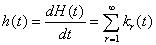 h(t) = dH(t)/dt = ∑_{r=1}^{∞} k_r(t)